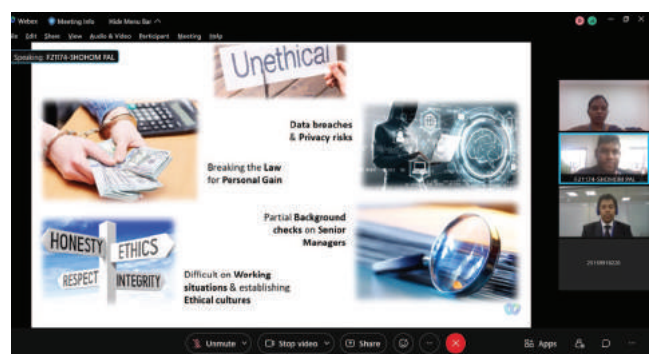 Webex Meeting Info Hide Menu Bar
File Edit Share View Audio & Video Participant Meeting Help
Speaking: FZ1174-SHOHOM PAL
Unethical
Data breaches
& Privacy risks
Breaking the Law
for Personal Gain
Partial Background
checks on Senior
Managers
HONESTY
ETHICS
RESPECT
INTEGRITY
Difficult on Working
situations & establishing
Ethical cultures
FZ1174-SHOHOM PAL
Unmute
Stop video
Share
Apps